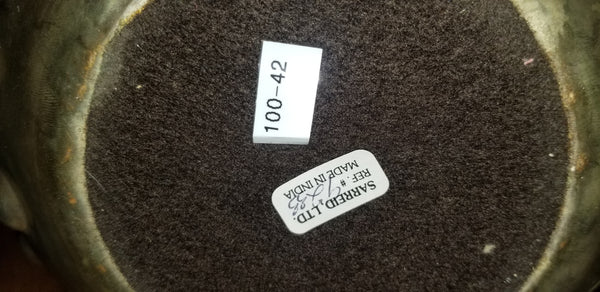 100-42
SARREID, LTD.
REF. #
MADE IN INDIA